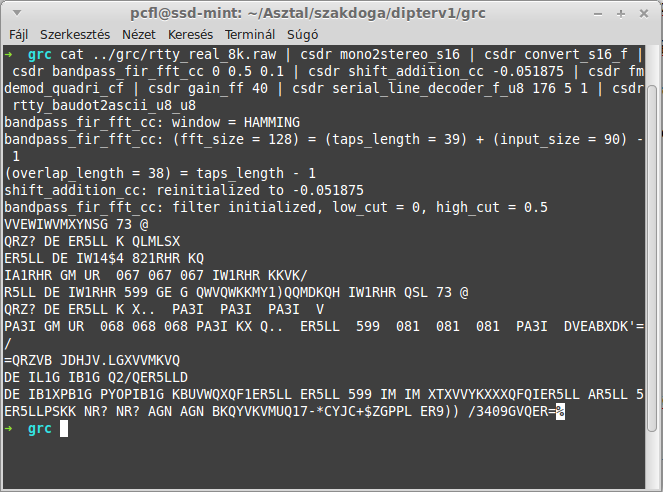 pcfl@ssd-mint: ~/Asztal/szakdoga/dipterv1/grc
Fájl Szerkesztés Nézet Keresés Terminál Súgó
➜ grc cat ../grc/rtty_real_8k.raw | csdr mono2stereo_s16 | csdr convert_s16_f |
csdr bandpass_fir_fft_cc 0 0.5 0.1 | csdr shift_addition_cc -0.051875 | csdr fm
demod_quadri_cf | csdr gain_ff 40 | csdr serial_line_decoder_f_u8 176 5 1 | csdr
rtty_baudot2ascii_u8_u8
bandpass_fir_fft_cc: window = HAMMING
bandpass_fir_fft_cc: (fft_size = 128) = (taps_length = 39) + (input_size = 90) -
1
(overlap_length = 38) = taps_length - 1
shift_addition_cc: reinitialized to -0.051875
bandpass_fir_fft_cc: filter initialized, low_cut = 0, high_cut = 0.5
VVEWIWVMXYNSG 73 @
QRZ? DE ER5LL K QLMLSX
ER5LL DE IW14$4 821RHR KQ
IA1RHR GM UR  067 067 067 IW1RHR KKVK/
R5LL DE IW1RHR 599 GE G QWVQWKKMY1)QQMDKQH IW1RHR QSL 73 @
QRZ? DE ER5LL K X..  PA3I  PA3I  PA3I  V
PA3I GM UR  068 068 068 PA3I KX Q..  ER5LL  599  081  081  081  PA3I  DVEABXDK'=
/
=QRZVB JDHJV.LGXVVMKVQ
DE IL1G IB1G Q2/QER5LLD
DE IB1XPB1G PYOPIB1G KBUVWQXQF1ER5LL ER5LL 599 IM IM XTXVVYKXXXQFQIER5LL AR5LL 5
ER5LLPSKK NR? NR? AGN AGN BKQYVKVMUQ17-*CYJC+$ZGPPL ER9)) /3409GVQER=%
➜ grc